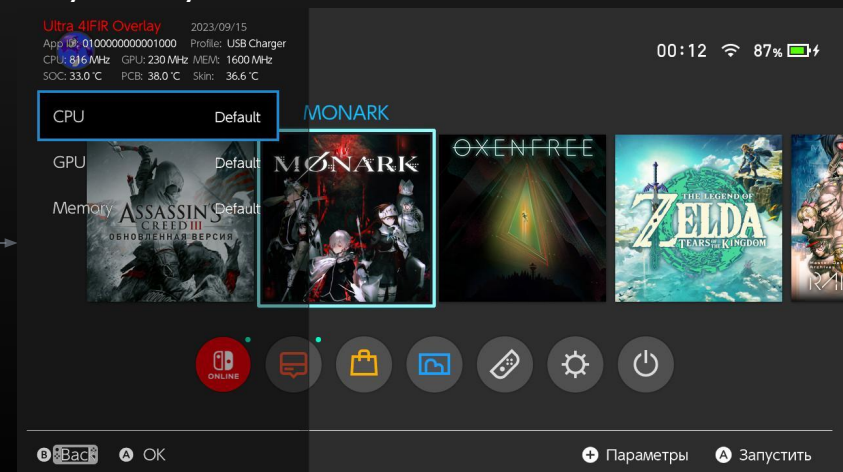 Ultra 4IFIR Overlay 2023/09/15
App ID: 0100000000001000 Profile: USB Charger
CPU: 816 MHz GPU: 230 MHz MEM: 1600 MHz
SOC: 33.0 °C PCB: 38.0 °C Skin: 36.6 °C
00:12 87%
CPU Default
MONARK
GPU Default
Memory Default
ASSASSIN'S
CREED III
ОБНОВЛЕННАЯ ВЕРСИЯ
MONARK
OXENFREE
THE LEGEND OF
ZELDA
TEARS OF THE KINGDOM
ONLINE
B Back
A OK
+ Параметры
A Запустить